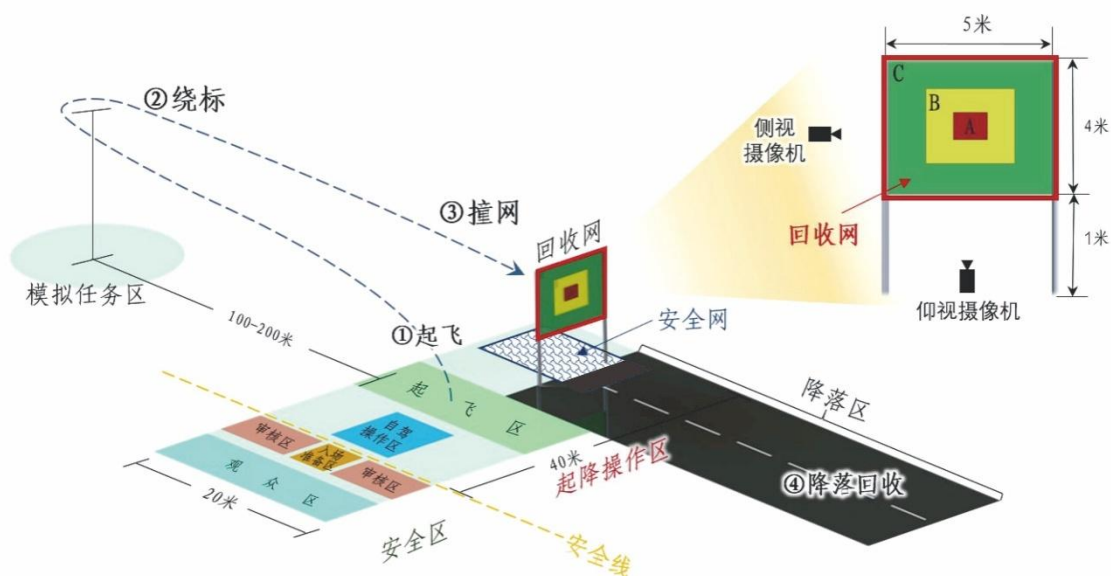 ②绕标
③撞网
回收网
模拟任务区
100-200米
①起飞
安全网
起飞区
自驾
操作区
审核区
入场
准备区
审核区
观众区
20米
安全区
安全线
40米
起降操作区
降落区
④降落回收
5米
C
B
A
4米
侧视
摄像机
回收网
1米
仰视摄像机